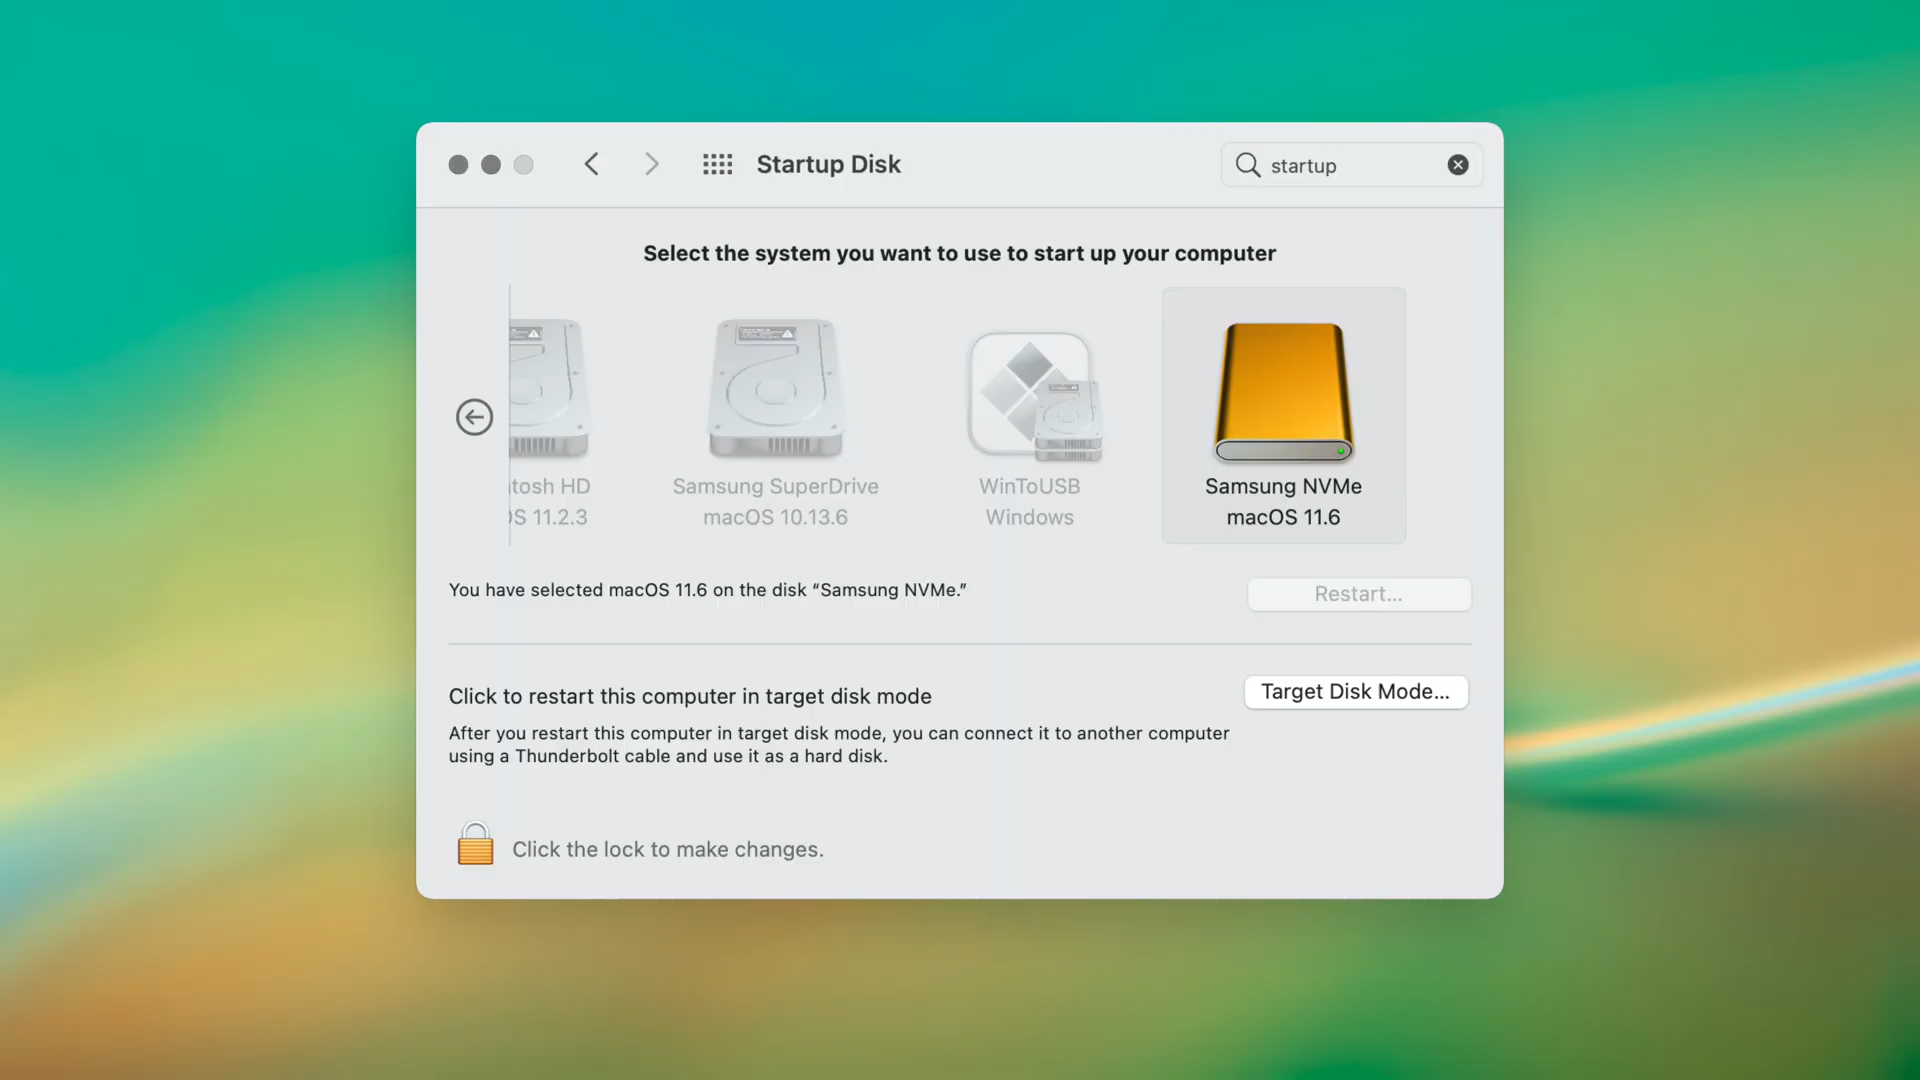 Startup Disk
startup
Select the system you want to use to start up your computer
tosh HD
S 11.2.3
Samsung SuperDrive
macOS 10.13.6
WinToUSB
Windows
Samsung NVMe
macOS 11.6
You have selected macOS 11.6 on the disk “Samsung NVMe.”
Restart...
Click to restart this computer in target disk mode
Target Disk Mode...
After you restart this computer in target disk mode, you can connect it to another computer
using a Thunderbolt cable and use it as a hard disk.
Click the lock to make changes.